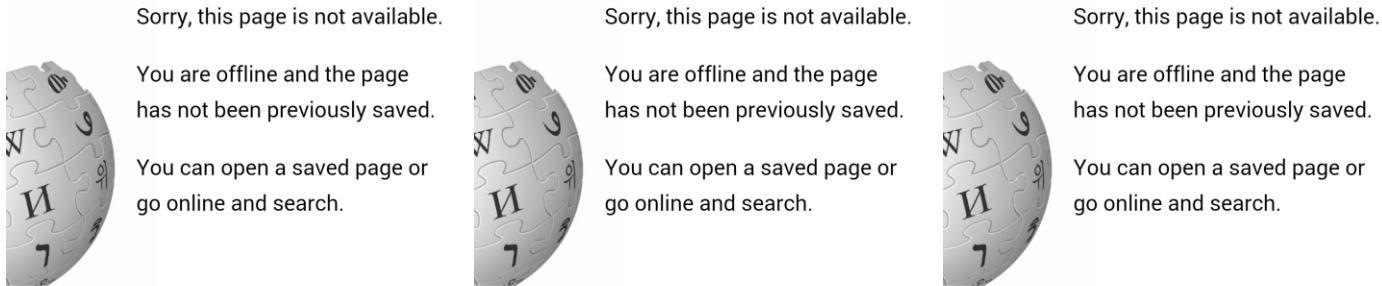 Sorry, this page is not available.
You are offline and the page
has not been previously saved.
You can open a saved page or
go online and search.
W
И
7
Sorry, this page is not available.
You are offline and the page
has not been previously saved.
You can open a saved page or
go online and search.
W
И
7
Sorry, this page is not available.
You are offline and the page
has not been previously saved.
You can open a saved page or
go online and search.
W
И
7